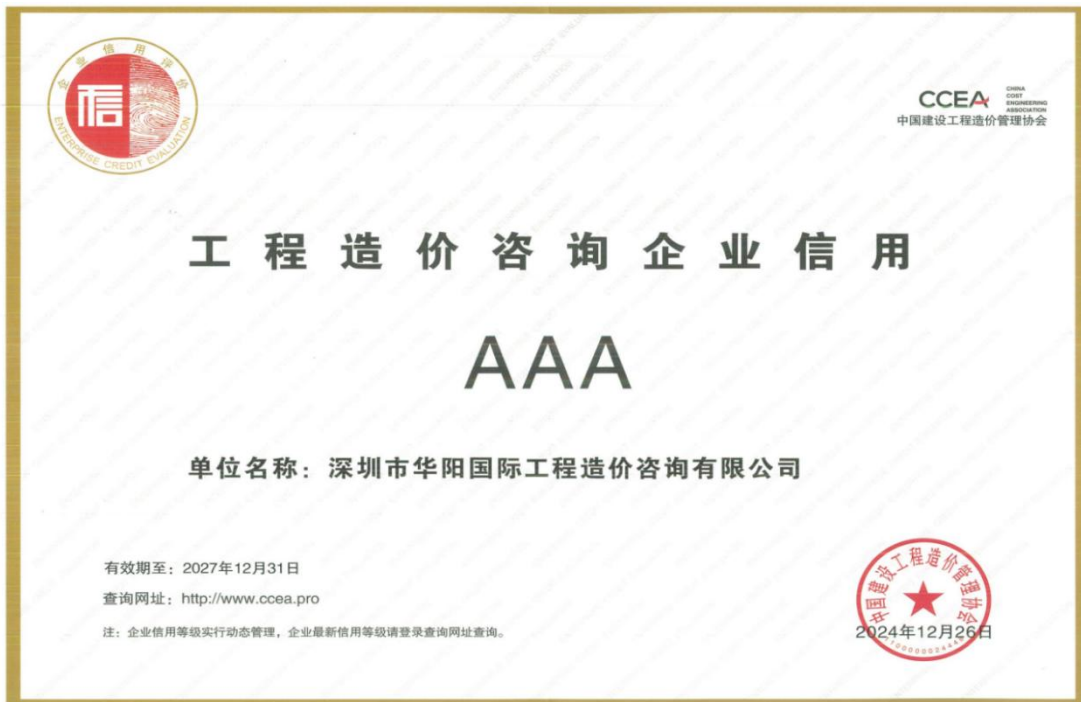 企业信用评价
信
ENTERPRISE CREDIT EVALUATION
CCEA
CHINA
COST
ENGINEERING
ASSOCIATION
中国建设工程造价管理协会
工程造价咨询企业信用
AAA
单位名称：深圳市华阳国际工程造价咨询有限公司
有效期至：2027年12月31日
查询网址：http://www.ccea.pro
注：企业信用等级实行动态管理，企业最新信用等级请登录查询网址查询。
中国建设工程造价管理协会
2024年12月26日